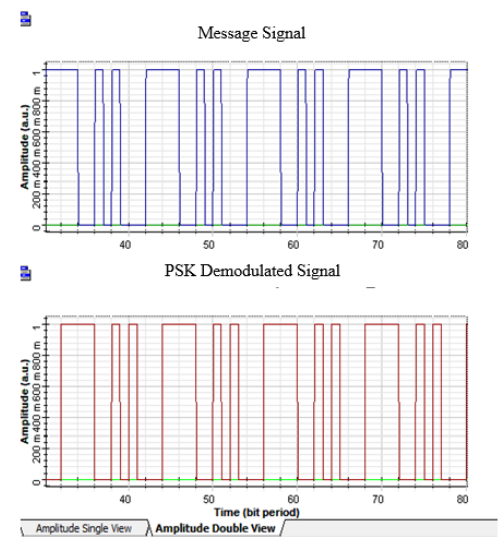 Message Signal
Amplitude (a.u.)
0 200 m 400 m 600 m 800 m 1
40 50 60 70 80
PSK Demodulated Signal
Amplitude (a.u.)
0 200 m 400 m 600 m 800 m 1
40 50 60 70 80
Time (bit period)
Amplitude Single View Amplitude Double View